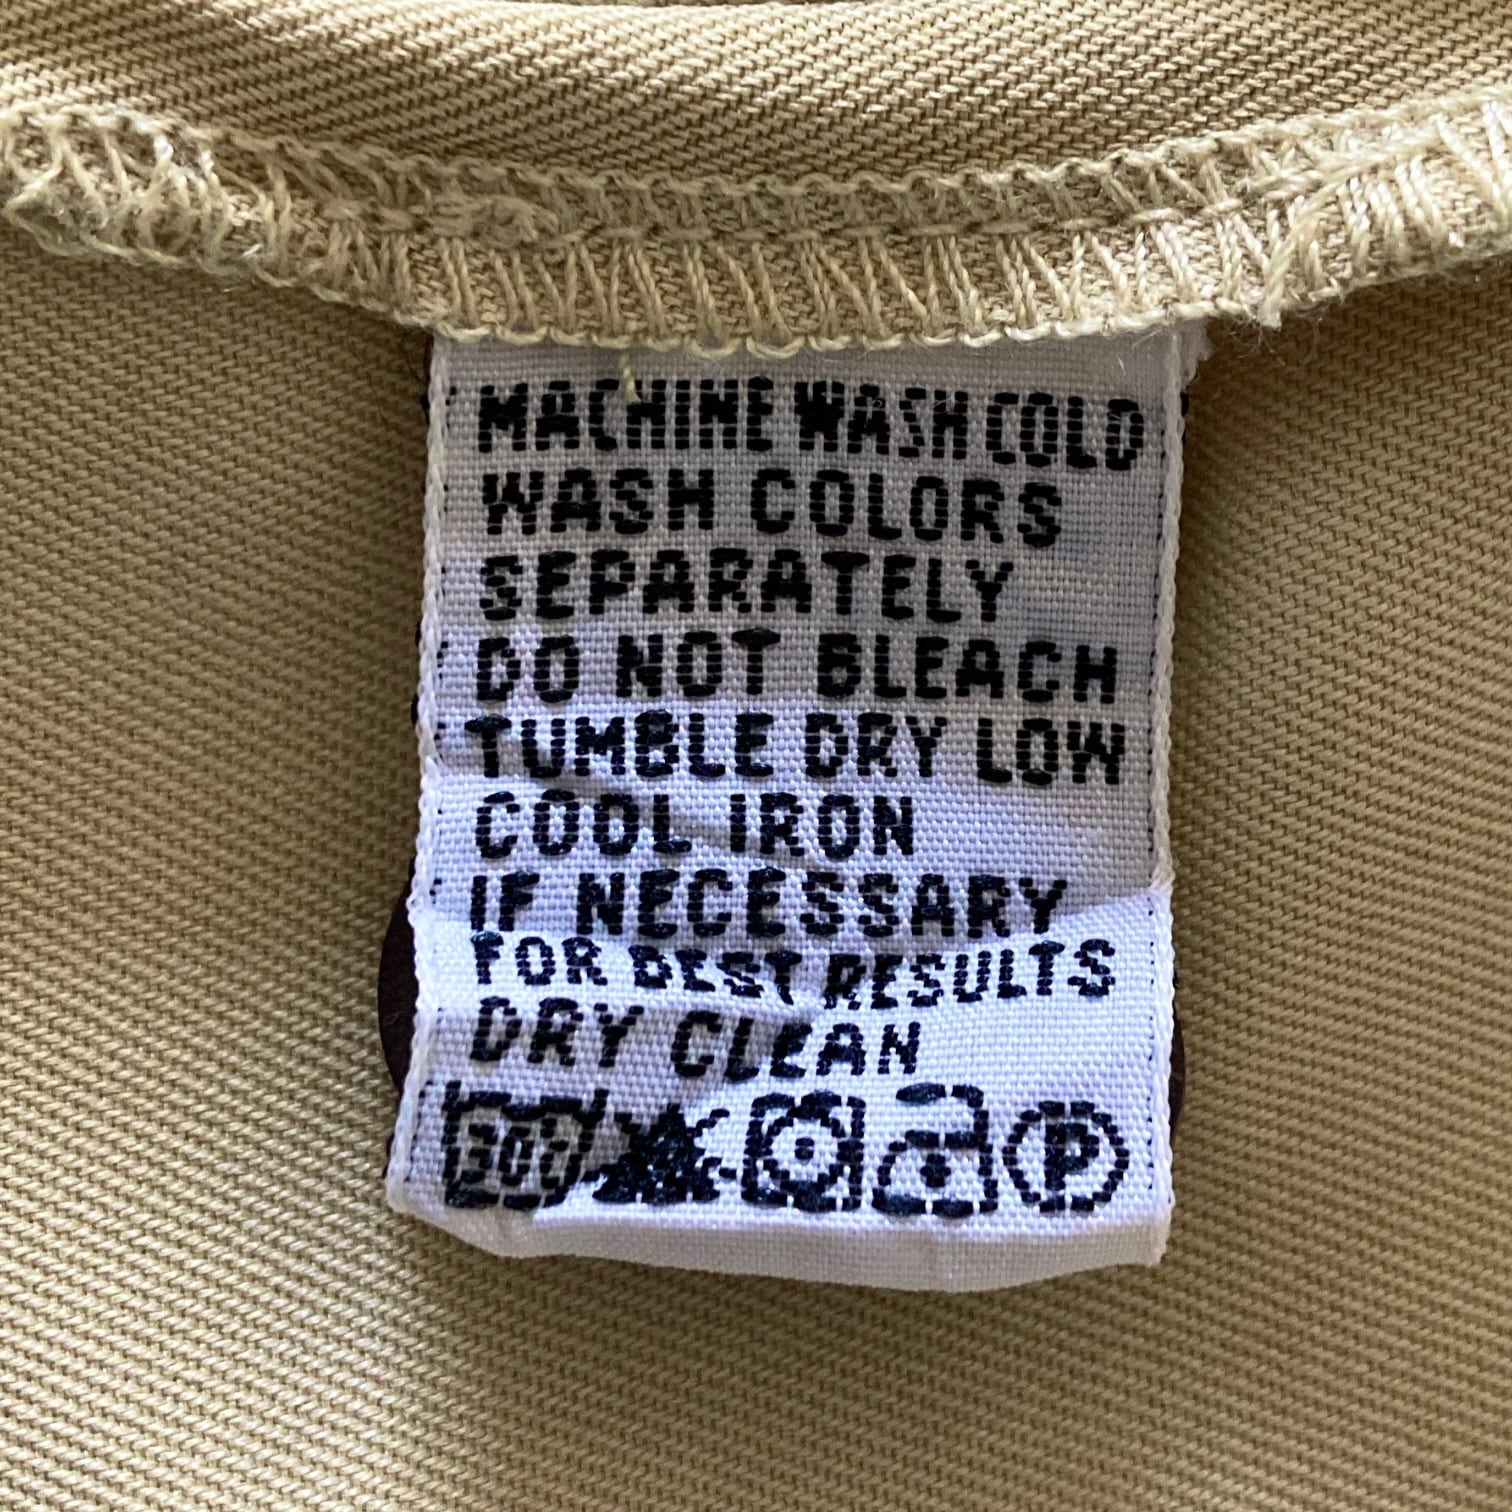 MACHINE WASH COLD
WASH COLORS
SEPARATELY
DO NOT BLEACH
TUMBLE DRY LOW
COOL IRON
IF NECESSARY
FOR BEST RESULTS
DRY CLEAN
30C P